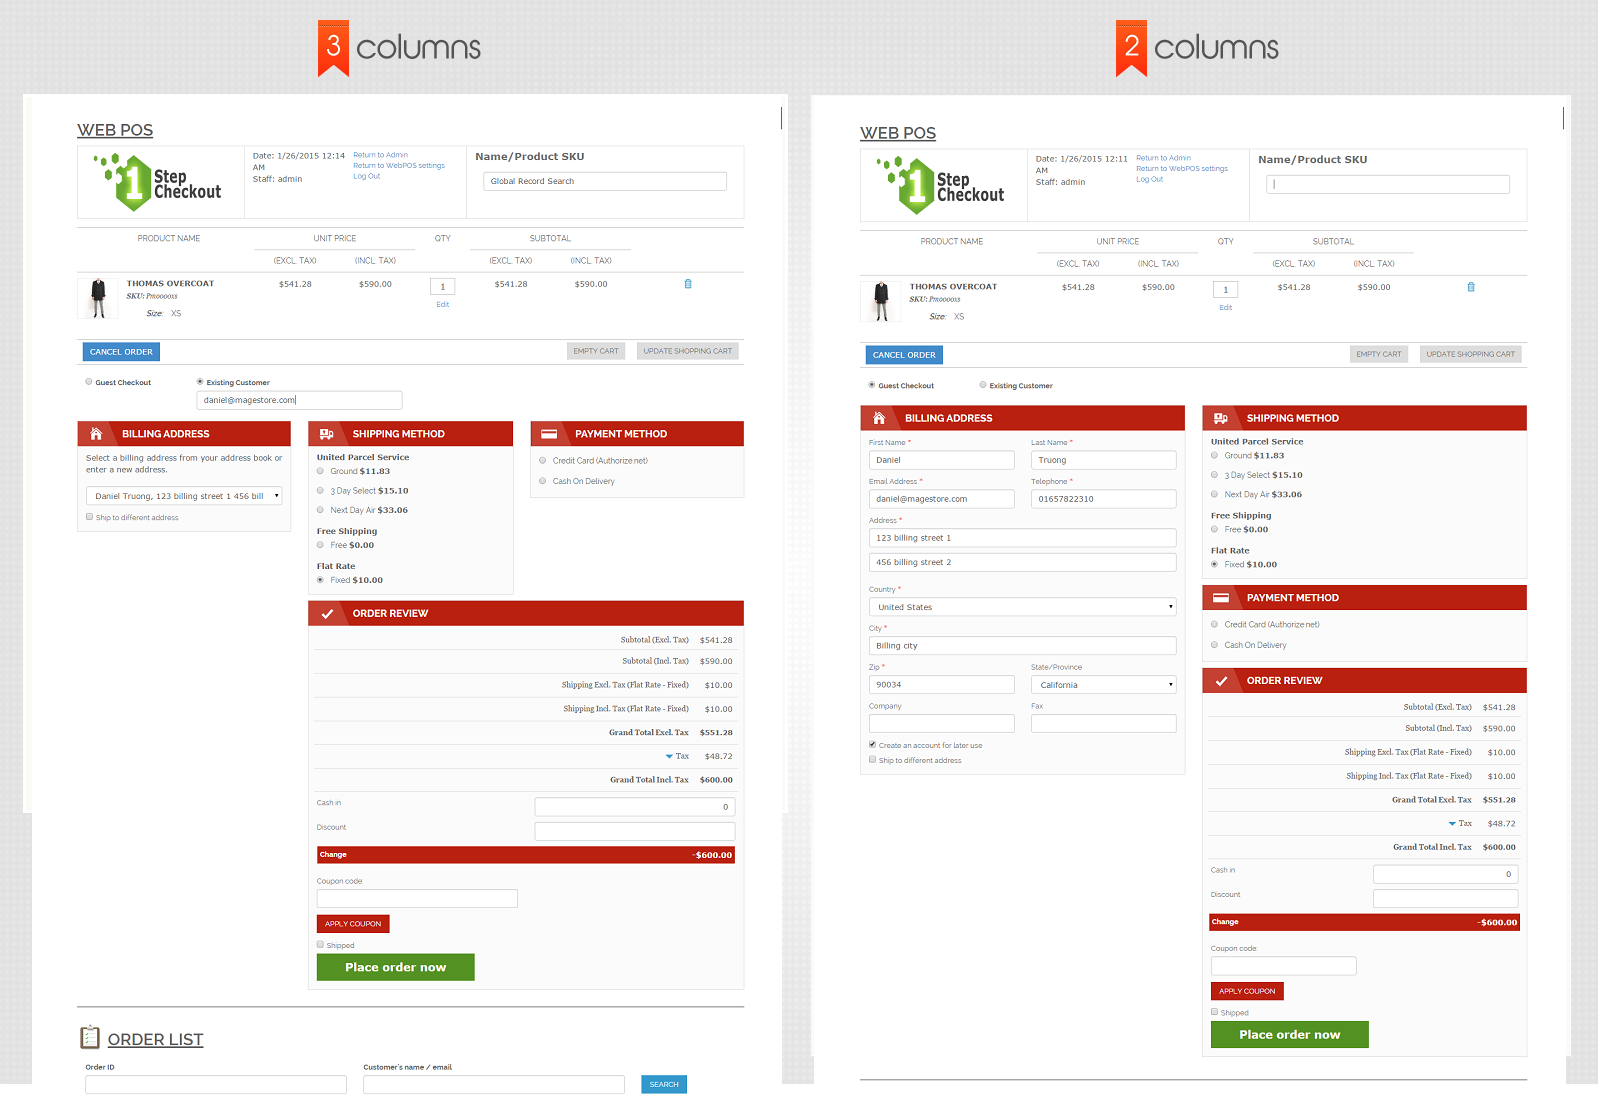 3 columns
WEB POS
1 Step
Checkout
Date: 1/26/2015 12:14
AM
Staff: admin
Return to Admin
Return to WebPOS settings
Log Out
Name/Product SKU
Global Record Search
PRODUCT NAME UNIT PRICE QTY SUBTOTAL
(EXCL. TAX) (INCL. TAX) (EXCL. TAX) (INCL. TAX)
THOMAS OVERCOAT $541.28 $590.00 1 $541.28 $590.00
SKU: Pm0000xs
Edit
Size: XS
CANCEL ORDER EMPTY CART UPDATE SHOPPING CART
Guest Checkout Existing Customer
daniel@magestore.com
BILLING ADDRESS
Select a billing address from your address book or
enter a new address.
Daniel Truong, 123 billing street 1 456 bill
Ship to different address
SHIPPING METHOD
United Parcel Service
Ground $11.83
3 Day Select $15.10
Next Day Air $33.06
Free Shipping
Free $0.00
Flat Rate
Fixed $10.00
PAYMENT METHOD
Credit Card (Authorize.net)
Cash On Delivery
ORDER REVIEW
Subtotal (Excl. Tax) $541.28
Subtotal (Incl. Tax) $590.00
Shipping Excl. Tax (Flat Rate - Fixed) $10.00
Shipping Incl. Tax (Flat Rate - Fixed) $10.00
Grand Total Excl. Tax $551.28
Tax $48.72
Grand Total Incl. Tax $600.00
Cash in 0
Discount
Change -$600.00
Coupon code:
APPLY COUPON
Shipped
Place order now
ORDER LIST
Order ID Customer's name / email
SEARCH
2 columns
WEB POS
1 Step
Checkout
Date: 1/26/2015 12:11
AM
Staff: admin
Return to Admin
Return to WebPOS settings
Log Out
Name/Product SKU
PRODUCT NAME UNIT PRICE QTY SUBTOTAL
(EXCL. TAX) (INCL. TAX) (EXCL. TAX) (INCL. TAX)
THOMAS OVERCOAT $541.28 $590.00 1 $541.28 $590.00
SKU: Pm0000xs
Edit
Size: XS
CANCEL ORDER EMPTY CART UPDATE SHOPPING CART
Guest Checkout Existing Customer
BILLING ADDRESS
First Name * Last Name *
Daniel Truong
Email Address * Telephone *
daniel@magestore.com 01657822310
Address *
123 billing street 1
456 billing street 2
Country *
United States
City *
Billing city
Zip * State/Province
90034 California
Company Fax
Create an account for later use
Ship to different address
SHIPPING METHOD
United Parcel Service
Ground $11.83
3 Day Select $15.10
Next Day Air $33.06
Free Shipping
Free $0.00
Flat Rate
Fixed $10.00
PAYMENT METHOD
Credit Card (Authorize.net)
Cash On Delivery
ORDER REVIEW
Subtotal (Excl. Tax) $541.28
Subtotal (Incl. Tax) $590.00
Shipping Excl. Tax (Flat Rate - Fixed) $10.00
Shipping Incl. Tax (Flat Rate - Fixed) $10.00
Grand Total Excl. Tax $551.28
Tax $48.72
Grand Total Incl. Tax $600.00
Cash in 0
Discount
Change -$600.00
Coupon code:
APPLY COUPON
Shipped
Place order now